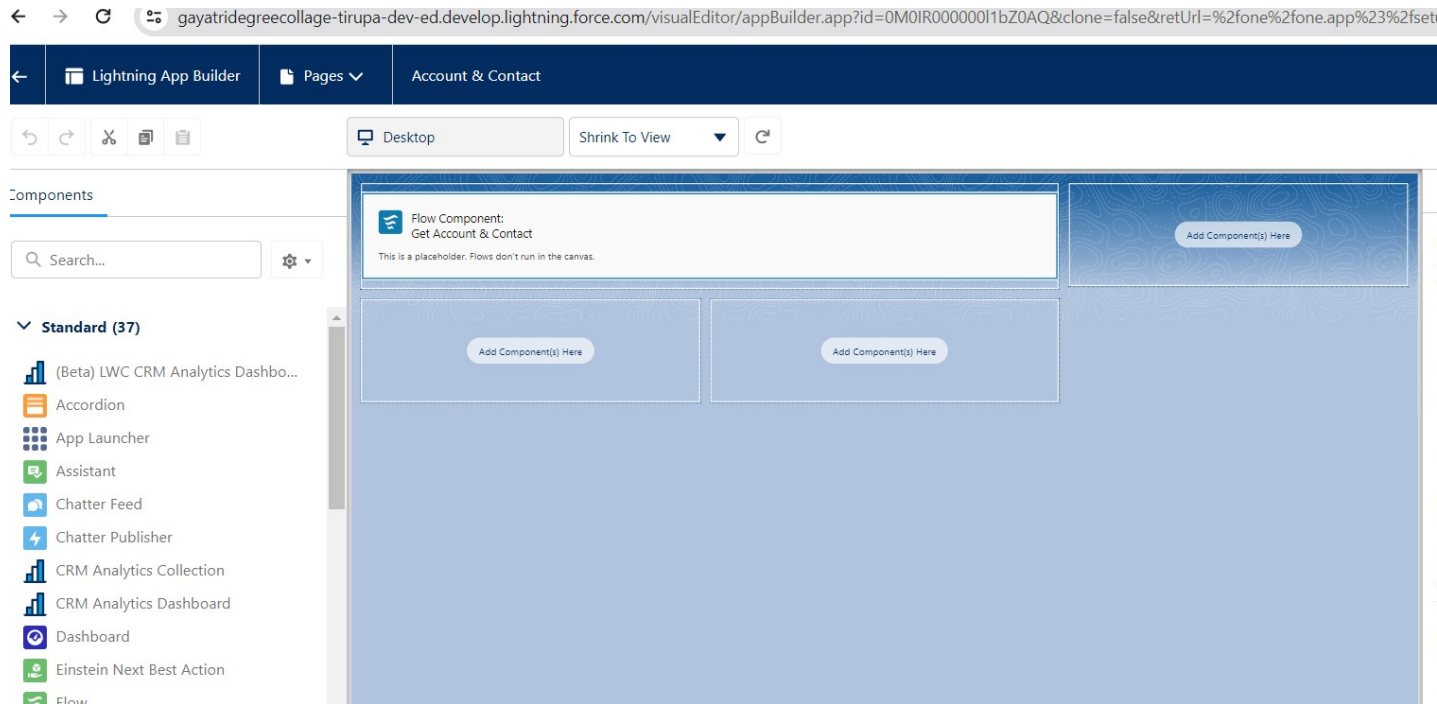 gayatridegreecollage-tirupa-dev-ed.develop.lightning.force.com/visualEditor/appBuilder.app?id=0M0IR000000l1bZ0AQ&clone=false&retUrl=%2fone%2fone.app%23%2fsetu
Lightning App Builder
Pages
Account & Contact
Desktop
Shrink To View
Components
Search...
Standard (37)
(Beta) LWC CRM Analytics Dashbo...
Accordion
App Launcher
Assistant
Chatter Feed
Chatter Publisher
CRM Analytics Collection
CRM Analytics Dashboard
Dashboard
Einstein Next Best Action
Flow
Flow Component:
Get Account & Contact
This is a placeholder. Flows don't run in the canvas.
Add Component(s) Here
Add Component(s) Here
Add Component(s) Here